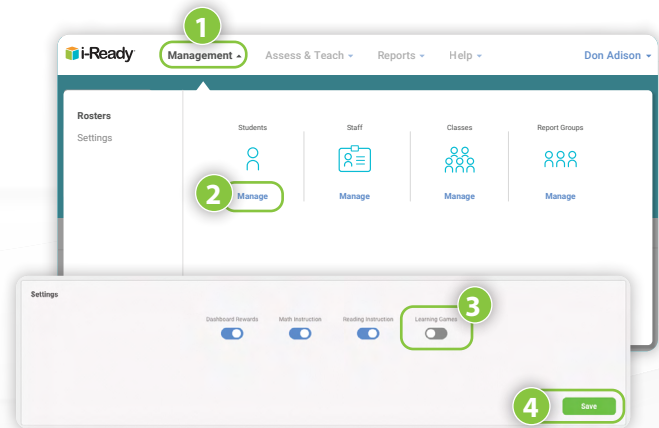 1
i-Ready
Management
Assess & Teach
Reports
Help
Don Adison
Rosters
Settings
Students
Staff
Classes
Report Groups
2
Manage
Manage
Manage
Manage
Settings
3
Dashboard Rewards
Math Instruction
Reading Instruction
Learning Games
4
Save